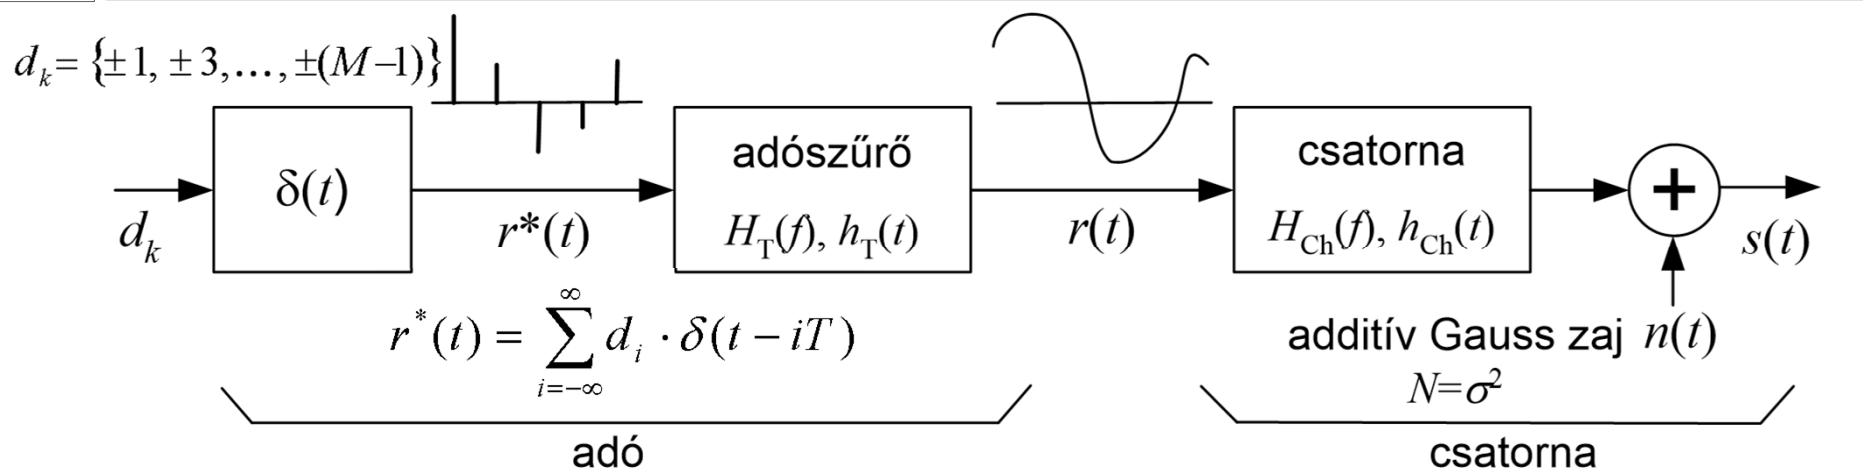 d_k = {±1, ±3,…, ±(M–1)}
δ(t)
d_k
r*(t)
adószűrő
H_T(f), h_T(t)
r(t)
csatorna
H_Ch(f), h_Ch(t)
+
s(t)
r*(t) = ∑_{i=−∞}^{∞} d_i · δ(t − iT)
additív Gauss zaj n(t)
N=σ²
adó
csatorna